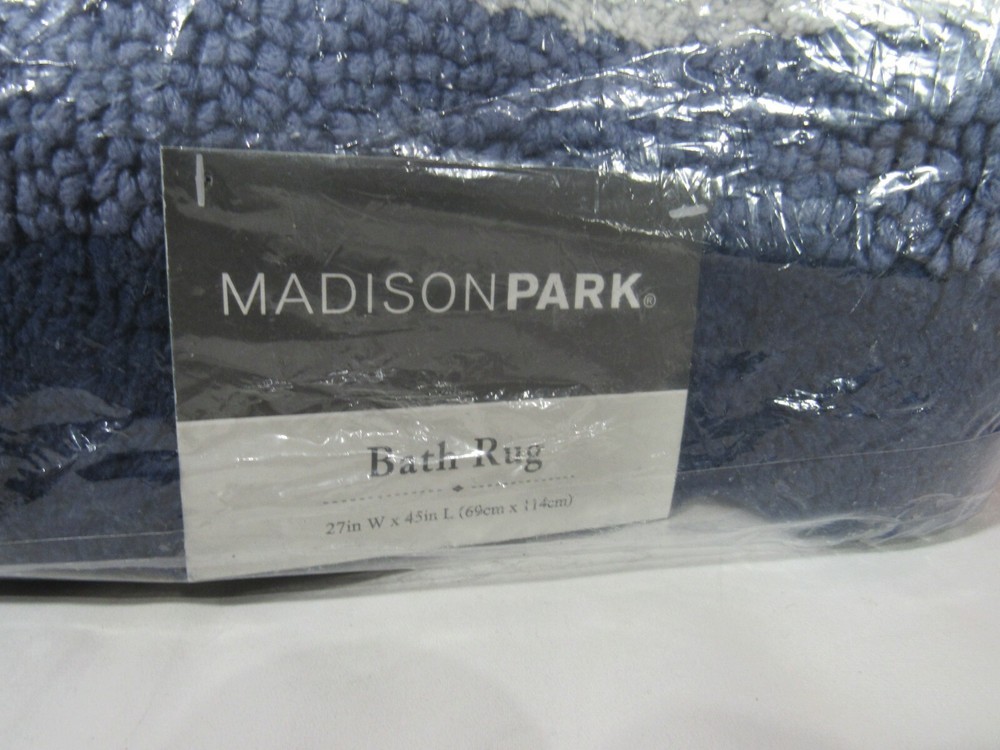 MADISONPARK®
Bath Rug
27in W x 45in L (69cm x 114cm)